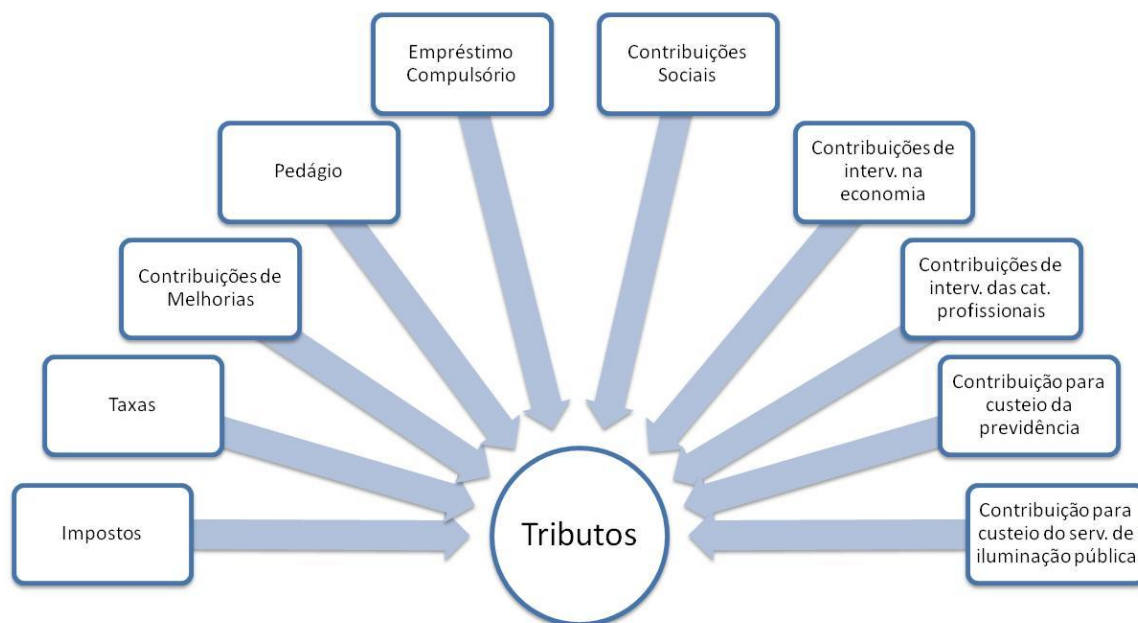 Empréstimo
Compulsório
Contribuições
Sociais
Pedágio
Contribuições de
interv. na
economia
Contribuições de
Melhorias
Contribuições de
interv. das cat.
profissionais
Taxas
Contribuição para
custeio da
previdência
Impostos
Tributos
Contribuição para
custeio do serv. de
iluminação pública